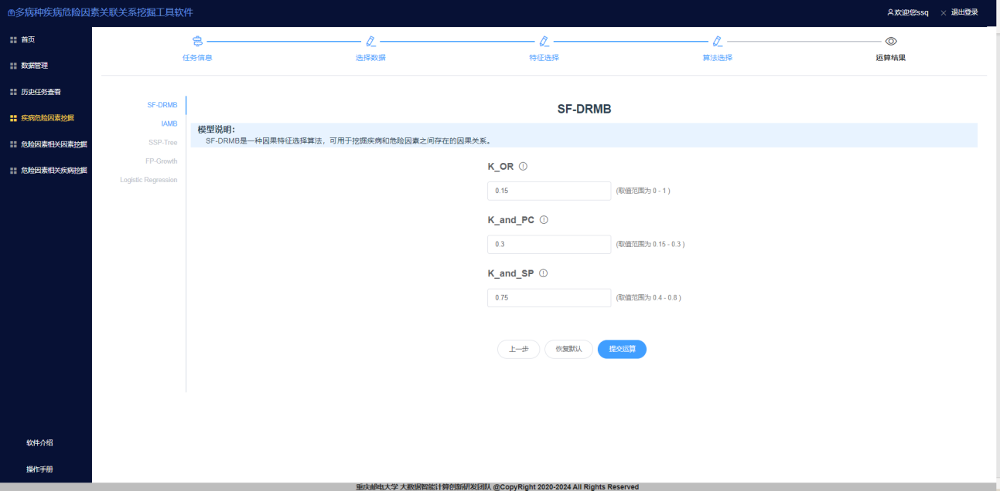 多病种疾病危险因素关联关系挖掘工具软件
欢迎您ssq
退出登录
首页
数据管理
历史任务查看
疾病危险因素挖掘
危险因素相关因素挖掘
危险因素相关疾病挖掘
软件介绍
操作手册
任务信息
选择数据
特征选择
算法选择
运算结果
SF-DRMB
IAMB
SSP-Tree
FP-Growth
Logistic Regression
SF-DRMB
模型说明：
SF-DRMB是一种因果特征选择算法，可用于挖掘疾病和危险因素之间存在的因果关系。
K_OR
0.15 (取值范围为 0 - 1 )
K_and_PC
0.3 (取值范围为 0.15 - 0.3 )
K_and_SP
0.75 (取值范围为 0.4 - 0.8 )
上一步 恢复默认 提交运算
重庆邮电大学 大数据智能计算创新研发团队 @CopyRight 2020-2024 All Rights Reserved